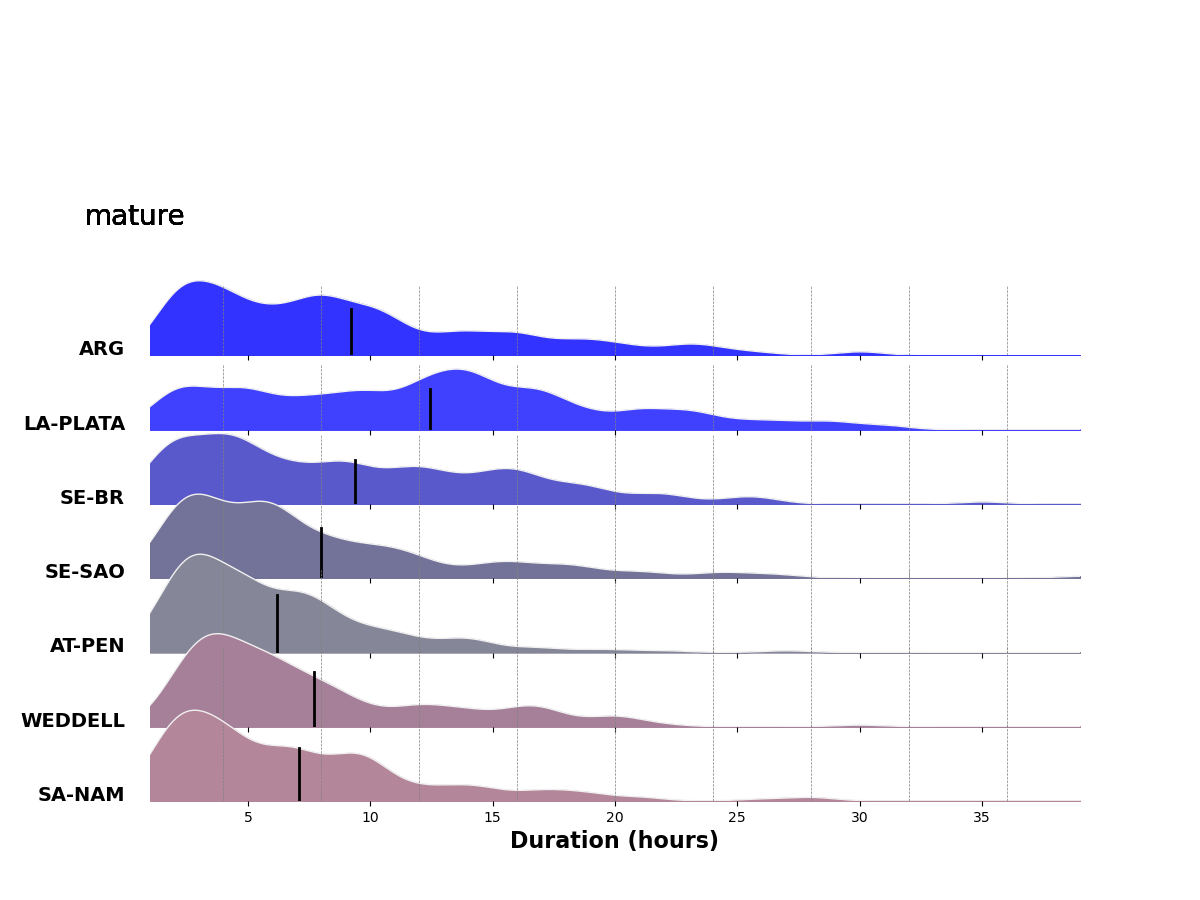 mature
ARG
LA-PLATA
SE-BR
SE-SAO
AT-PEN
WEDDELL
SA-NAM
5 10 15 20 25 30 35
Duration (hours)